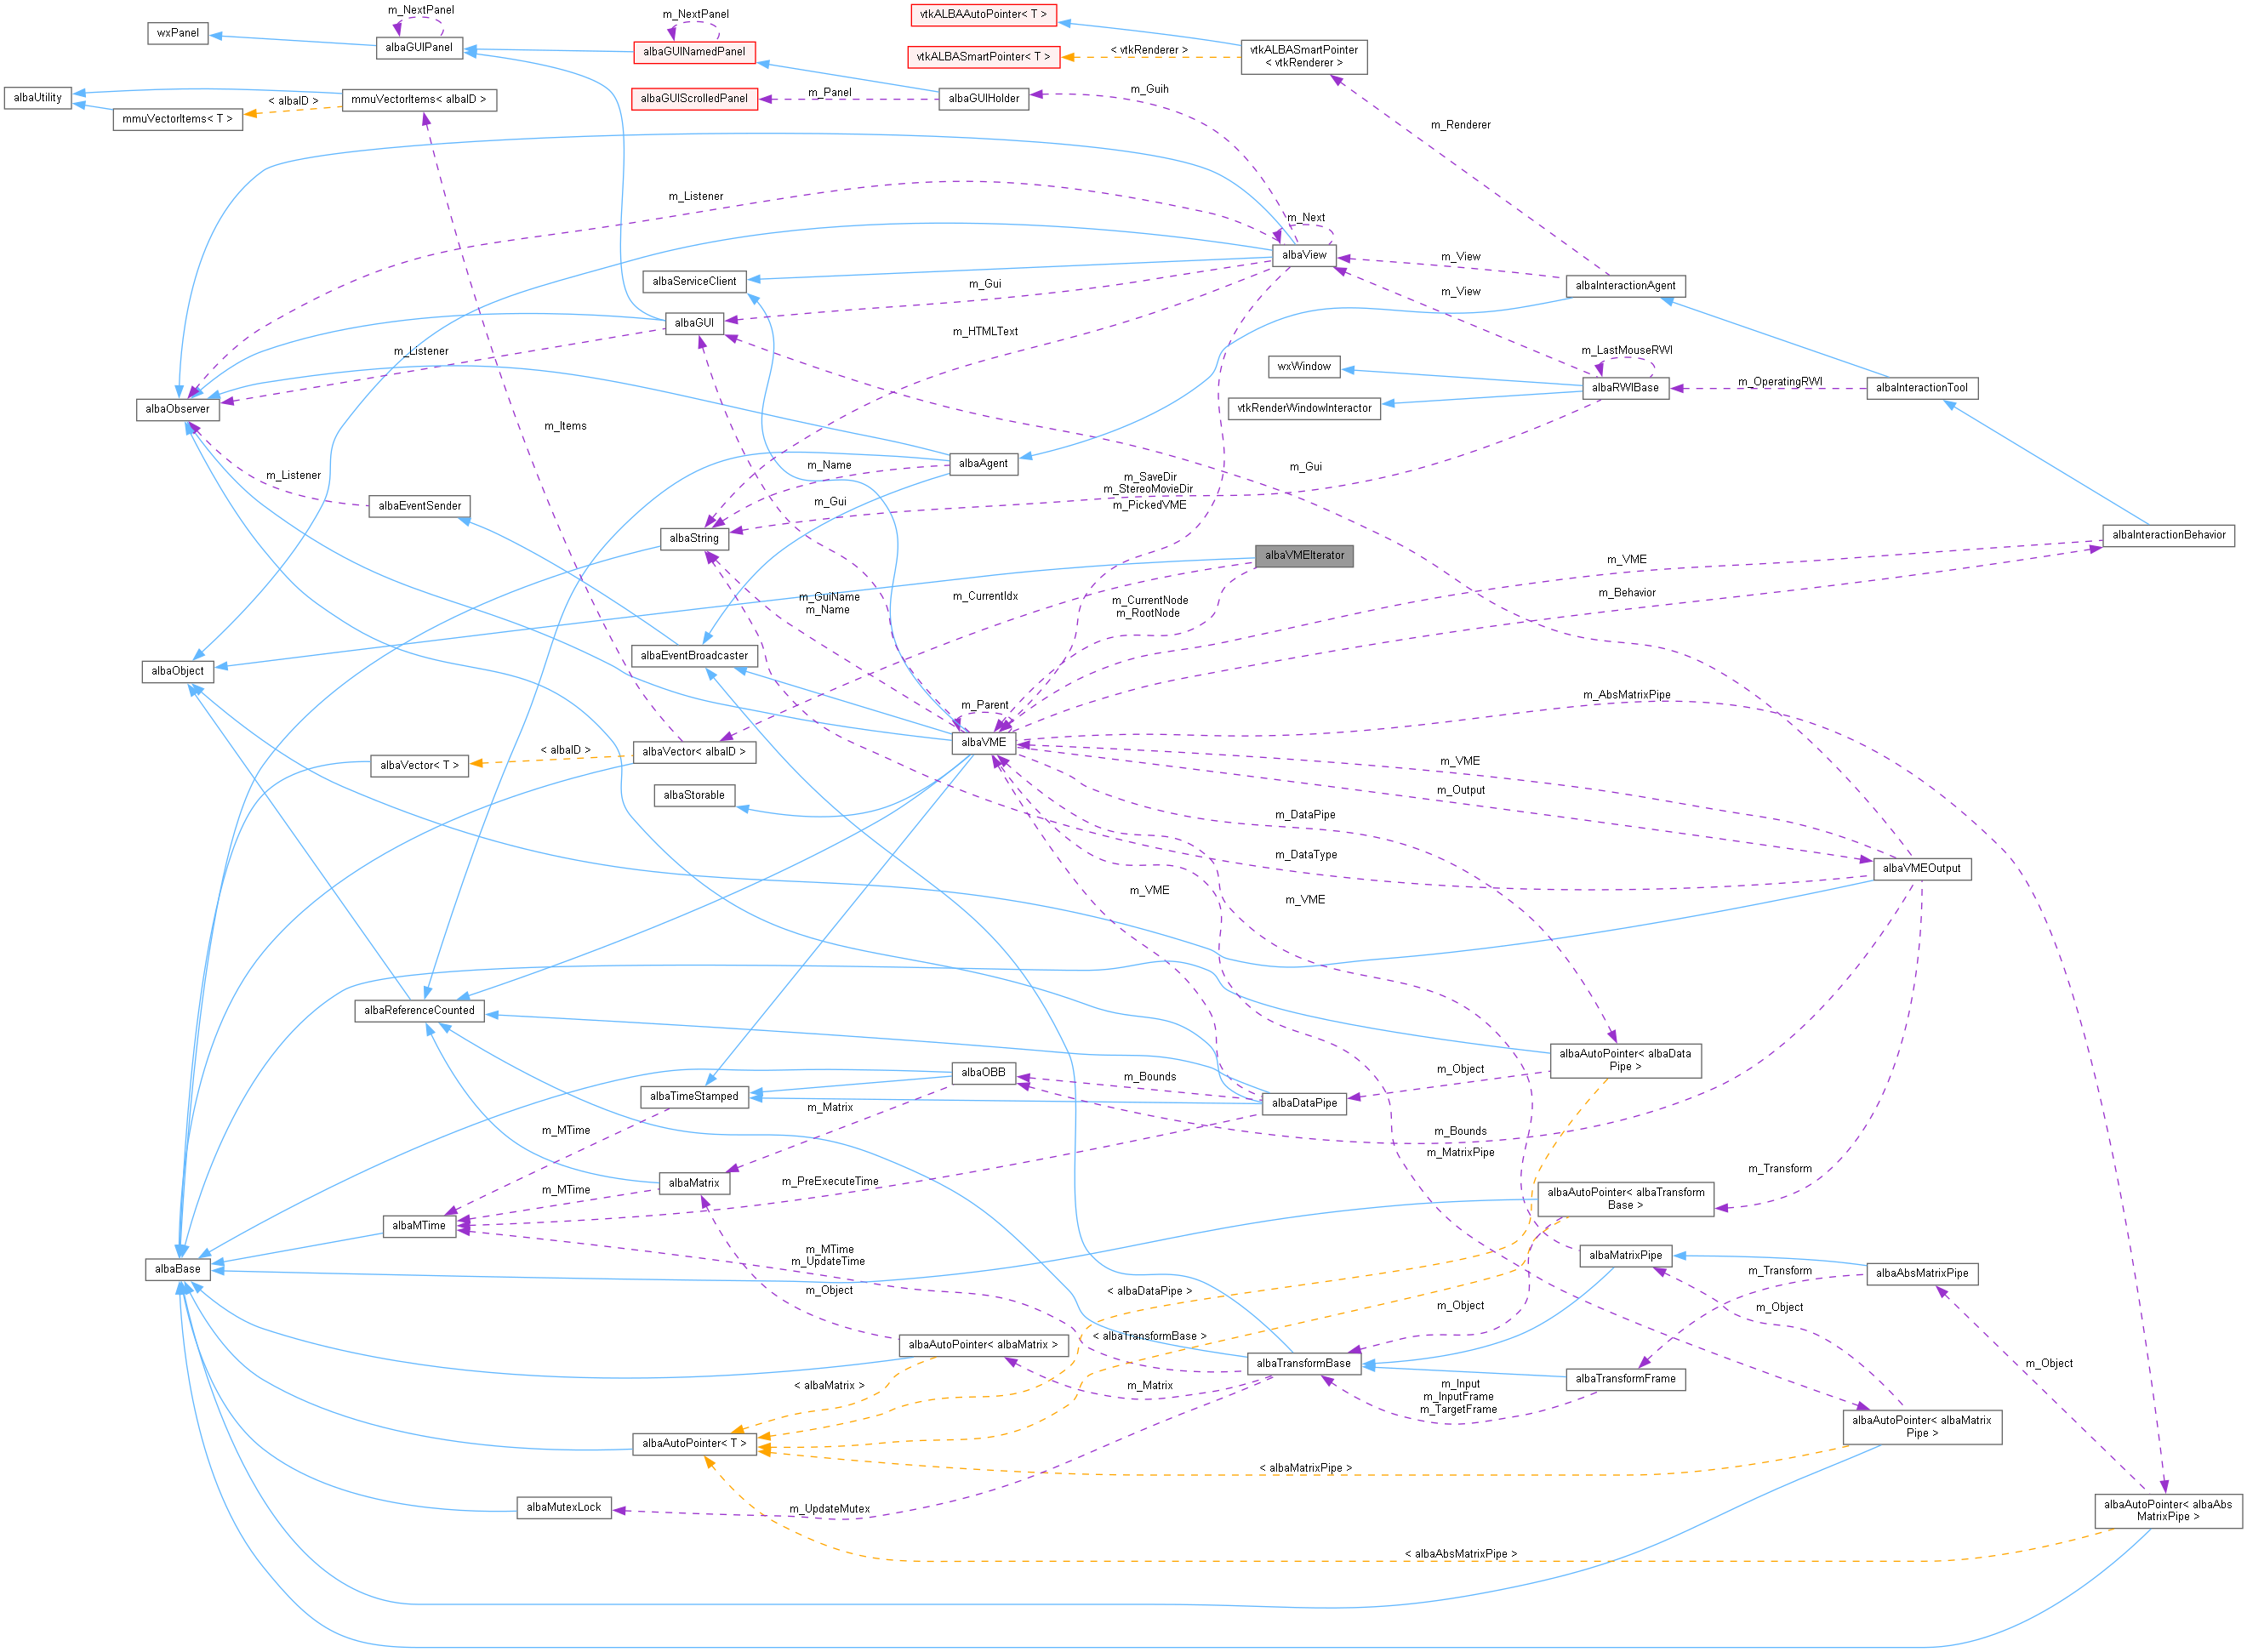 m_NextPanel
m_NextPanel
vtkALBAAutoPointer< T >
wxPanel
albaGUIPanel
albaGUINamedPanel
vtkALBASmartPointer< T >
< vtkRenderer >
vtkALBASmartPointer
< vtkRenderer >
albaUtility
< albaID >
mmuVectorItems< albaID >
mmuVectorItems< T >
albaGUIScrolledPanel
m_Panel
albaGUIHolder
m_Guih
m_Renderer
m_Listener
m_Next
albaView
m_View
albaServiceClient
m_Gui
m_View
albaInteractionAgent
albaGUI
m_HTMLText
m_Listener
m_LastMouseRWI
wxWindow
albaRWIBase
m_OperatingRWI
albaInteractionTool
albaObserver
vtkRenderWindowInteractor
m_Items
m_Listener
m_Name
albaAgent
m_Gui
m_SaveDir
m_StereoMovieDir
m_PickedVME
m_Gui
albaEventSender
albaString
albaVMEIterator
albaInteractionBehavior
m_VME
m_GuiName
m_Name
m_CurrentIdx
m_CurrentNode
m_RootNode
m_Behavior
albaObject
albaEventBroadcaster
m_AbsMatrixPipe
m_Parent
albaVME
albaVector< T >
< albaID >
albaVector< albaID >
m_VME
albaStorable
m_Output
m_DataPipe
m_DataType
albaVMEOutput
m_VME
m_VME
albaReferenceCounted
albaAutoPointer< albaData
Pipe >
albaOBB
m_Bounds
m_Object
albaTimeStamped
albaDataPipe
m_Matrix
m_MTime
m_Bounds
m_MatrixPipe
m_Transform
albaMatrix
m_PreExecuteTime
m_MTime
albaAutoPointer< albaTransform
Base >
albaMTime
m_MTime
m_UpdateTime
albaMatrixPipe
albaBase
m_Transform
albaAbsMatrixPipe
m_Object
< albaDataPipe >
m_Object
m_Object
< albaTransformBase >
albaAutoPointer< albaMatrix >
albaTransformBase
m_Object
albaTransformFrame
< albaMatrix >
m_Matrix
m_Input
m_InputFrame
m_TargetFrame
albaAutoPointer< albaMatrix
Pipe >
albaAutoPointer< T >
< albaMatrixPipe >
albaMutexLock
m_UpdateMutex
albaAutoPointer< albaAbs
MatrixPipe >
< albaAbsMatrixPipe >